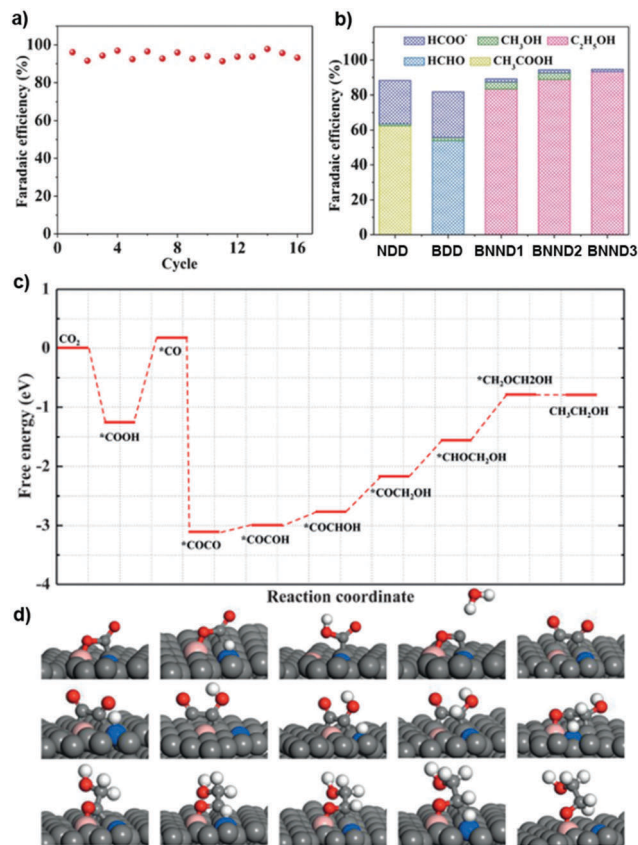 a)
Faradaic efficiency (%)
100
80
60
40
20
0
0 4 8 12 16
Cycle
b)
Faradaic efficiency (%)
HCOO⁻ CH₃OH C₂H₅OH
HCHO CH₃COOH
100
80
60
40
20
0
NDD BDD BNND1 BNND2 BNND3
c)
Free energy (eV)
1
0
-1
-2
-3
-4
CO₂
*COOH
*CO
*COCO
*COCOH
*COCHOH
*COCH₂OH
*CHOCH₂OH
*CH₂OCH2OH
CH₃CH₂OH
Reaction coordinate
d)